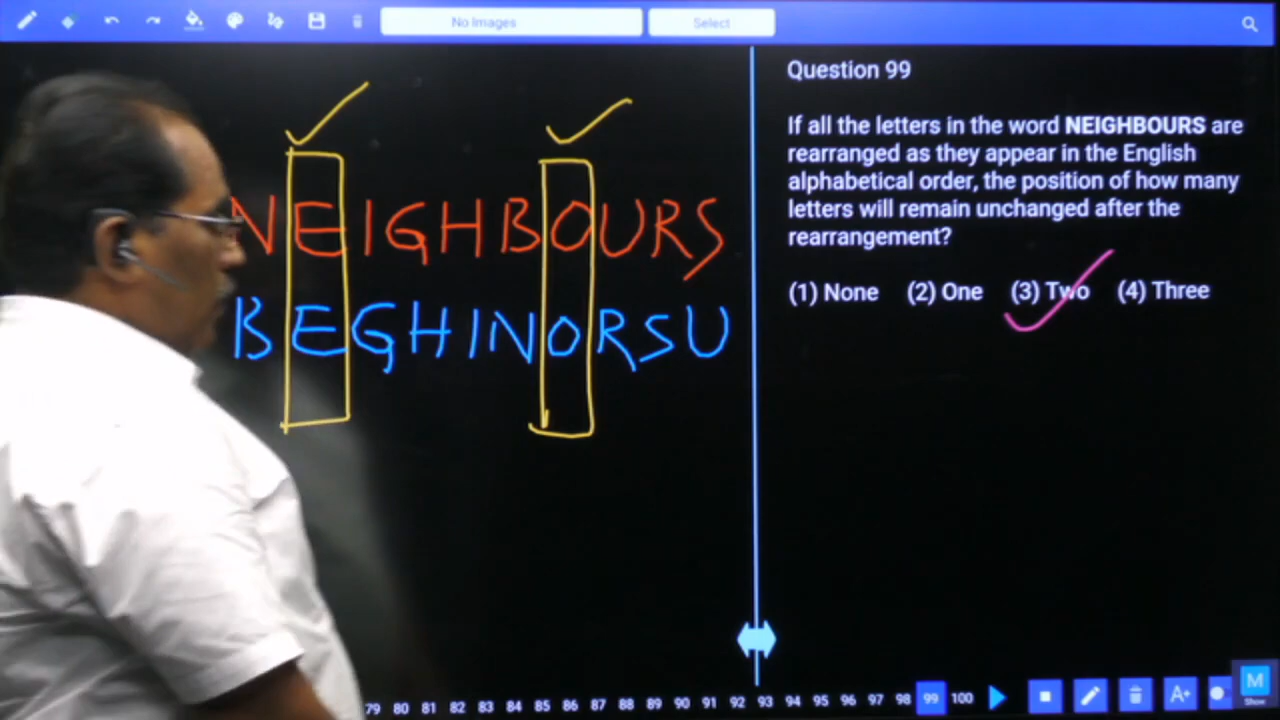 No Images
Select
Question 99
If all the letters in the word NEIGHBOURS are
rearranged as they appear in the English
alphabetical order, the position of how many
letters will remain unchanged after the
rearrangement?
(1) None (2) One (3) Two (4) Three
NEIGHBOURS
BEGHINORSU
79 80 81 82 83 84 85 86 87 88 89 90 91 92 93 94 95 96 97 98 99 100
A+
M
Show